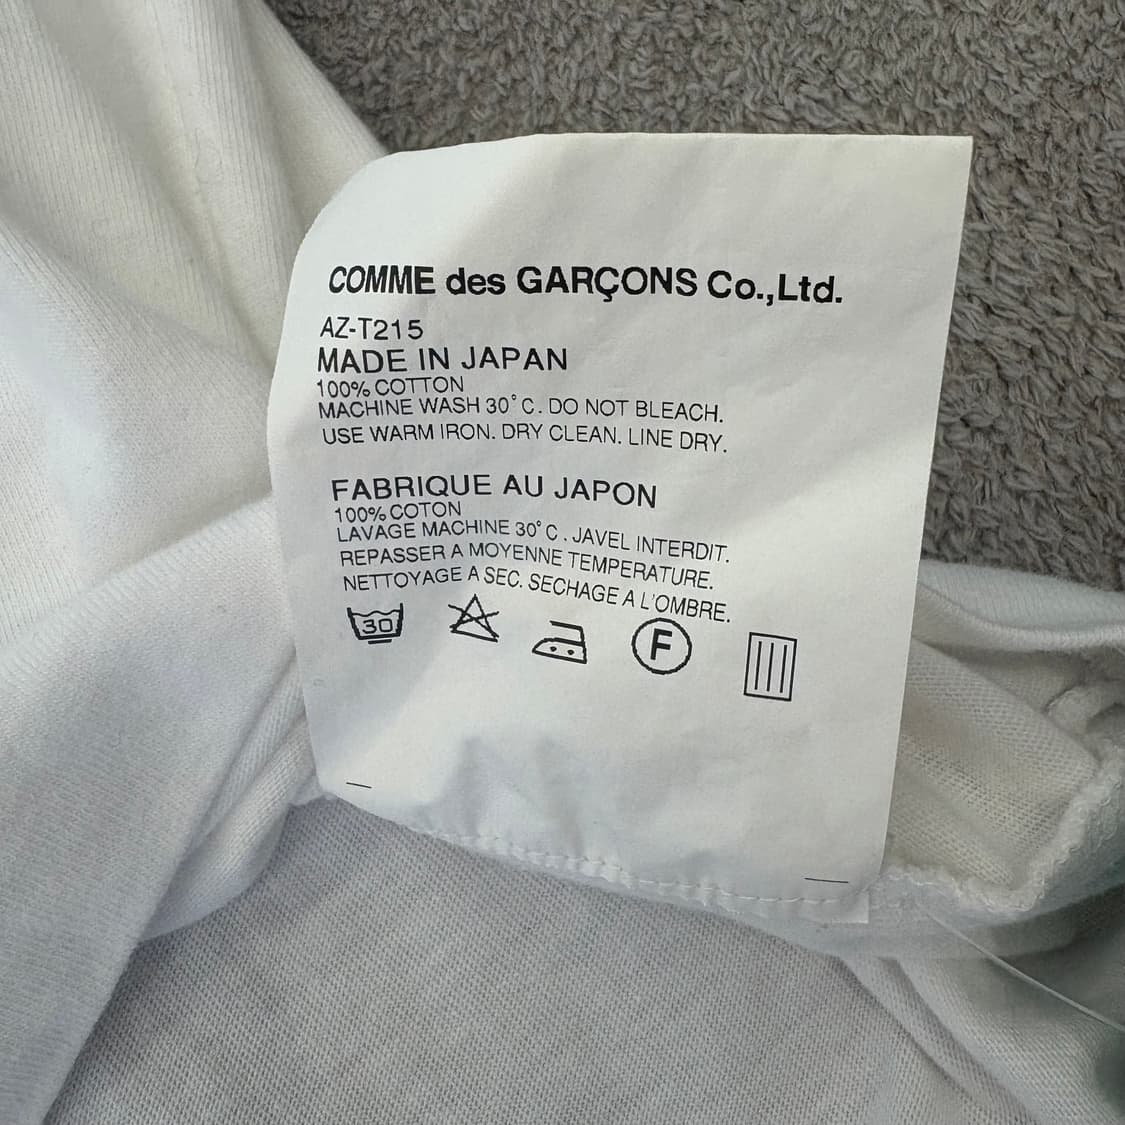 COMME des GARÇONS Co.,Ltd.
AZ-T215
MADE IN JAPAN
100% COTTON
MACHINE WASH 30°C. DO NOT BLEACH.
USE WARM IRON. DRY CLEAN. LINE DRY.
FABRIQUE AU JAPON
100% COTON
LAVAGE MACHINE 30°C. JAVEL INTERDIT.
REPASSER A MOYENNE TEMPERATURE.
NETTOYAGE A SEC. SECHAGE A L'OMBRE.
30 F